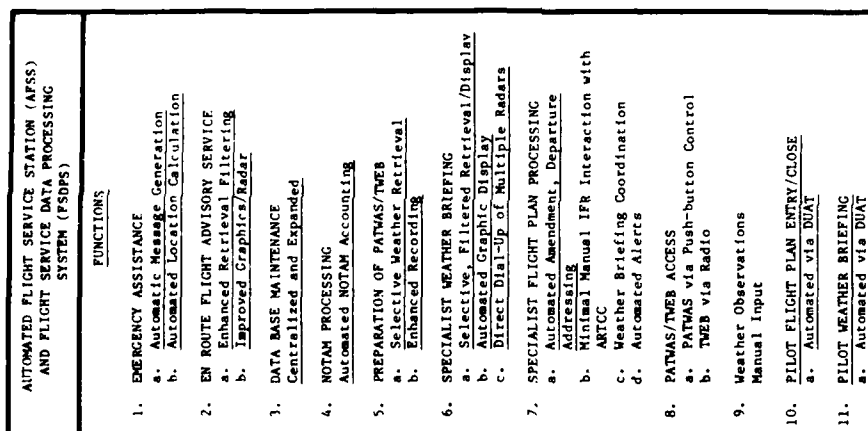 AUTOMATED FLIGHT SERVICE STATION (AFSS)
AND FLIGHT SERVICE DATA PROCESSING
SYSTEM (FSDPS)
FUNCTIONS
1. EMERGENCY ASSISTANCE
a. Automatic Message Generation
b. Automated Location Calculation
2. EN ROUTE FLIGHT ADVISORY SERVICE
a. Enhanced Retrieval Filtering
b. Improved Graphics/Radar
3. DATA BASE MAINTENANCE
Centralized and Expanded
4. NOTAM PROCESSING
Automated NOTAM Accounting
5. PREPARATION OF PATWAS/TWEB
a. Selective Weather Retrieval
b. Enhanced Recording
6. SPECIALIST WEATHER BRIEFING
a. Selective, Filtered Retrieval/Display
b. Automated Graphic Display
c. Direct Dial-Up of Multiple Radars
7. SPECIALIST FLIGHT PLAN PROCESSING
a. Automated Amendment, Departure
Addressing
b. Minimal Manual IFR Interaction with
ARTCC
c. Weather Briefing Coordination
d. Automated Alerts
8. PATWAS/TWEB ACCESS
a. PATWAS via Push-button Control
b. TWEB via Radio
9. Weather Observations
Manual Input
10. PILOT FLIGHT PLAN ENTRY/CLOSE
a. Automated via DUAT
11. PILOT WEATHER BRIEFING
a. Automated via DUAT